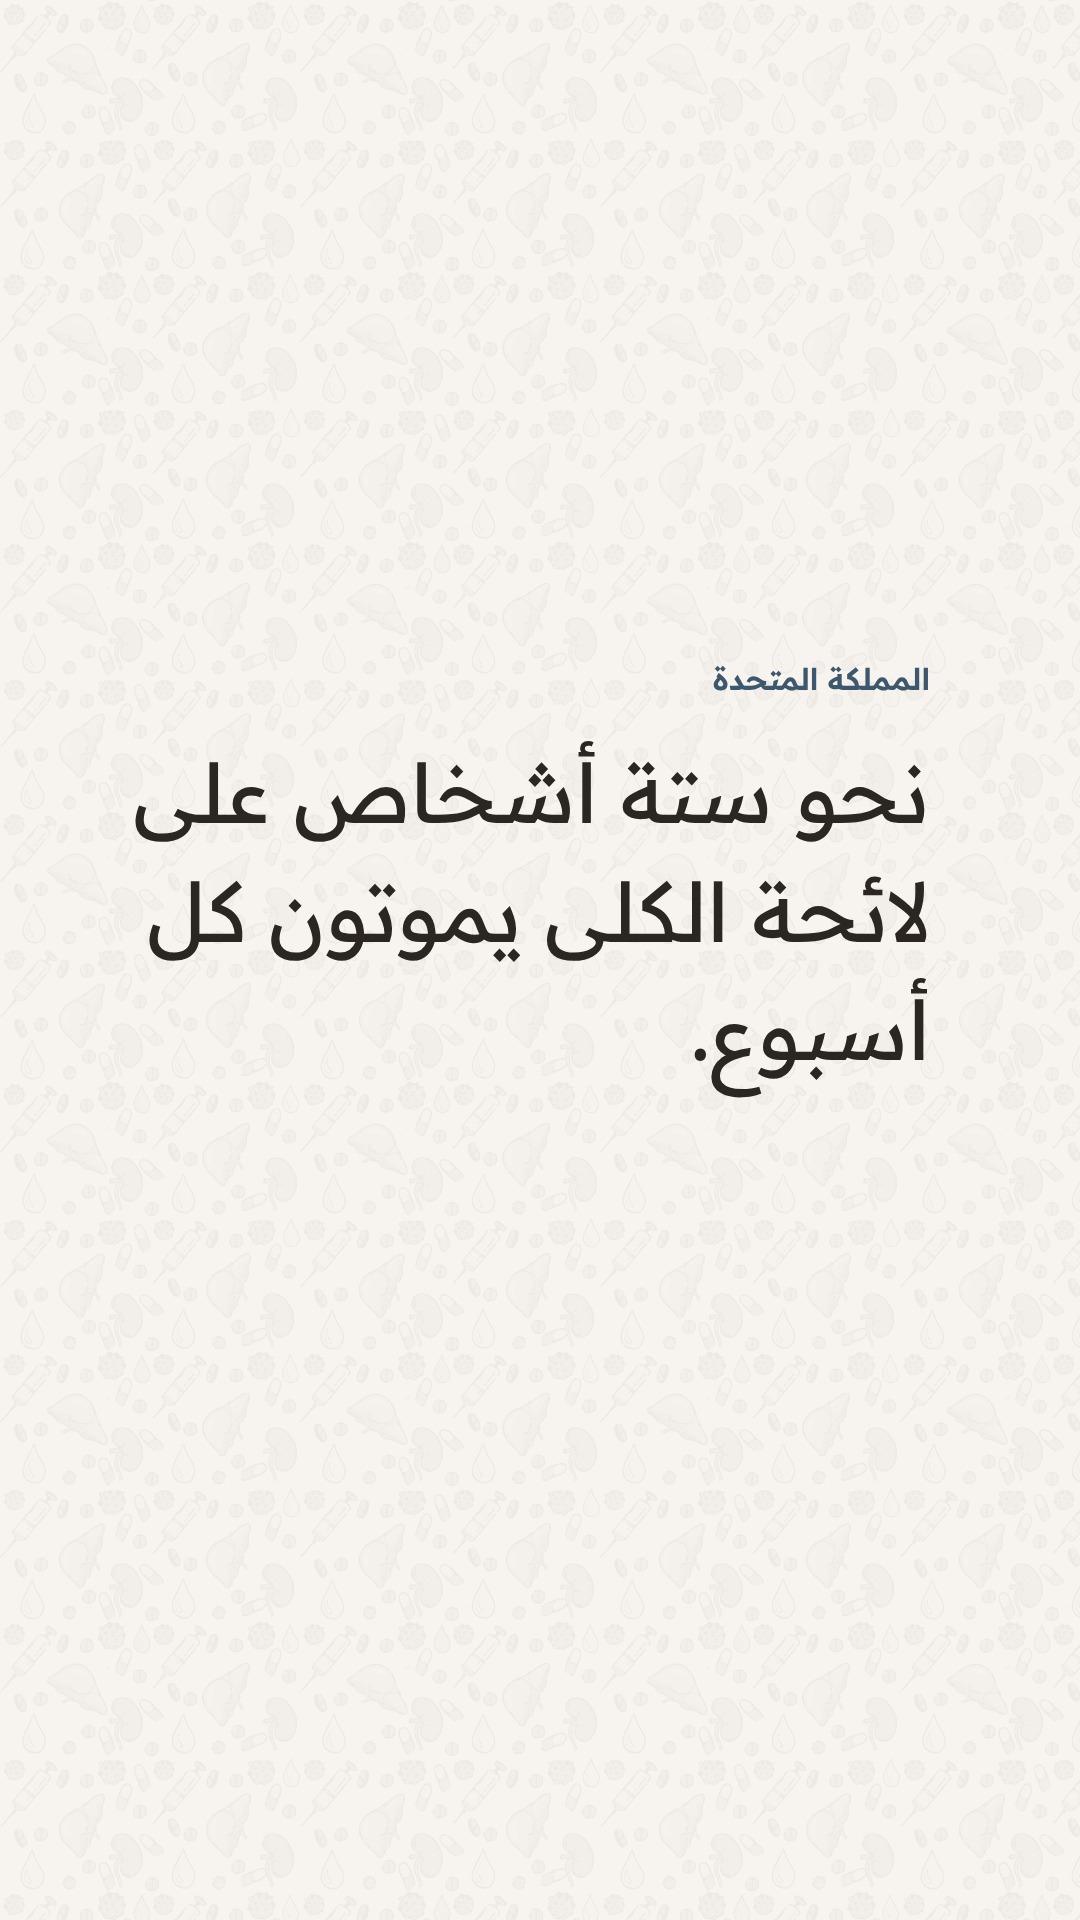 المملكة المتحدة
نحو ستة أشخاص على
لائحة الكلى يموتون كل
أسبوع.